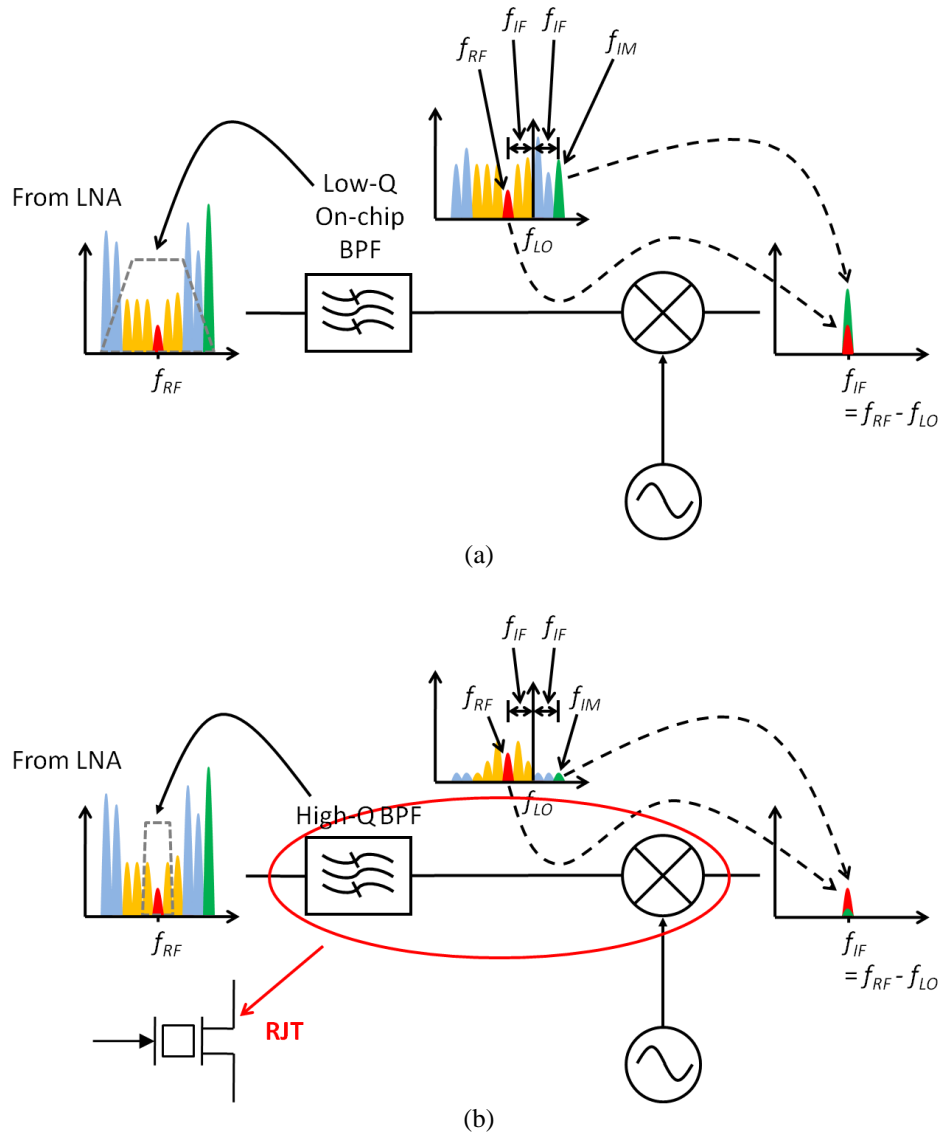 f_IF f_IF
f_RF f_IM
From LNA
Low-Q
On-chip
BPF
f_LO
f_RF
f_IF
= f_RF - f_LO
(a)
f_IF f_IF
f_RF f_IM
From LNA
High-Q BPF
f_LO
f_RF
f_IF
= f_RF - f_LO
RJT
(b)